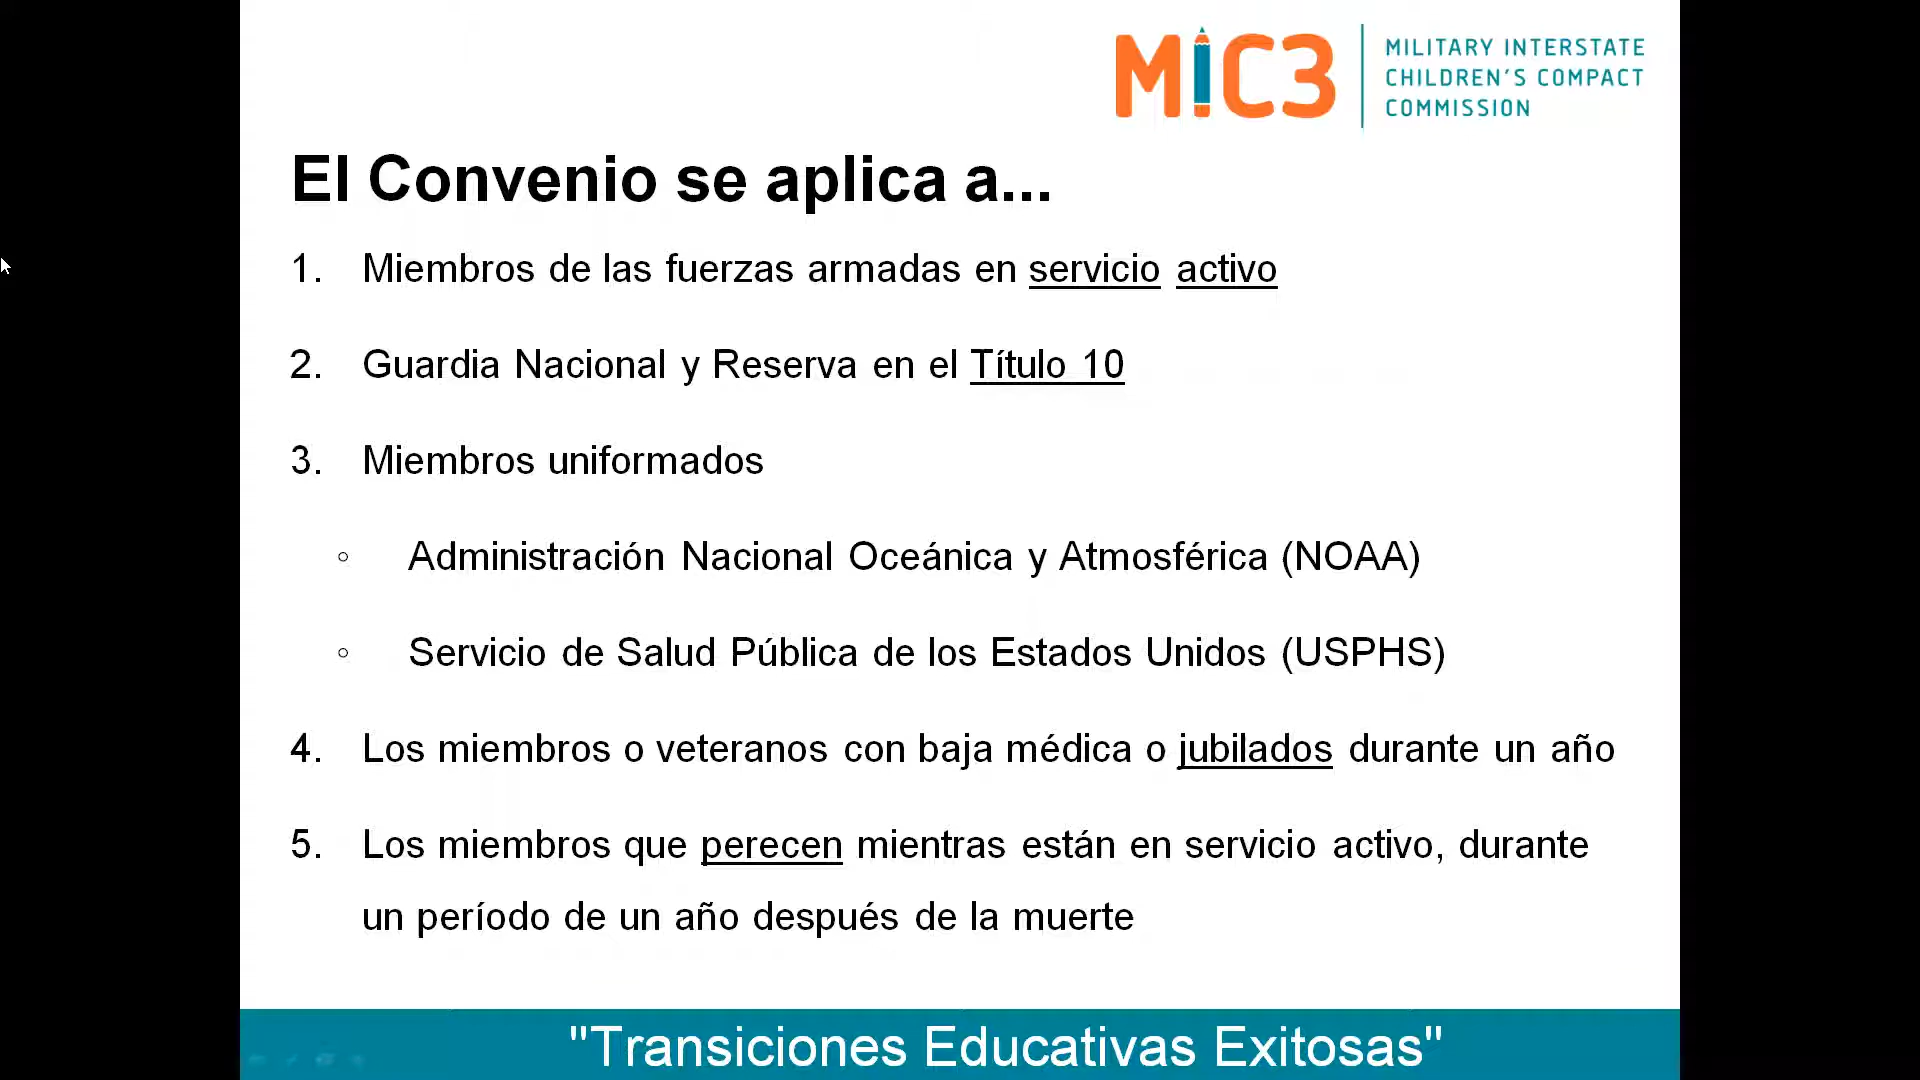 MiC3
MILITARY INTERSTATE
CHILDREN'S COMPACT
COMMISSION
El Convenio se aplica a...
1. Miembros de las fuerzas armadas en servicio activo
2. Guardia Nacional y Reserva en el Título 10
3. Miembros uniformados
◦ Administración Nacional Oceánica y Atmosférica (NOAA)
◦ Servicio de Salud Pública de los Estados Unidos (USPHS)
4. Los miembros o veteranos con baja médica o jubilados durante un año
5. Los miembros que perecen mientras están en servicio activo, durante
un período de un año después de la muerte
"Transiciones Educativas Exitosas"